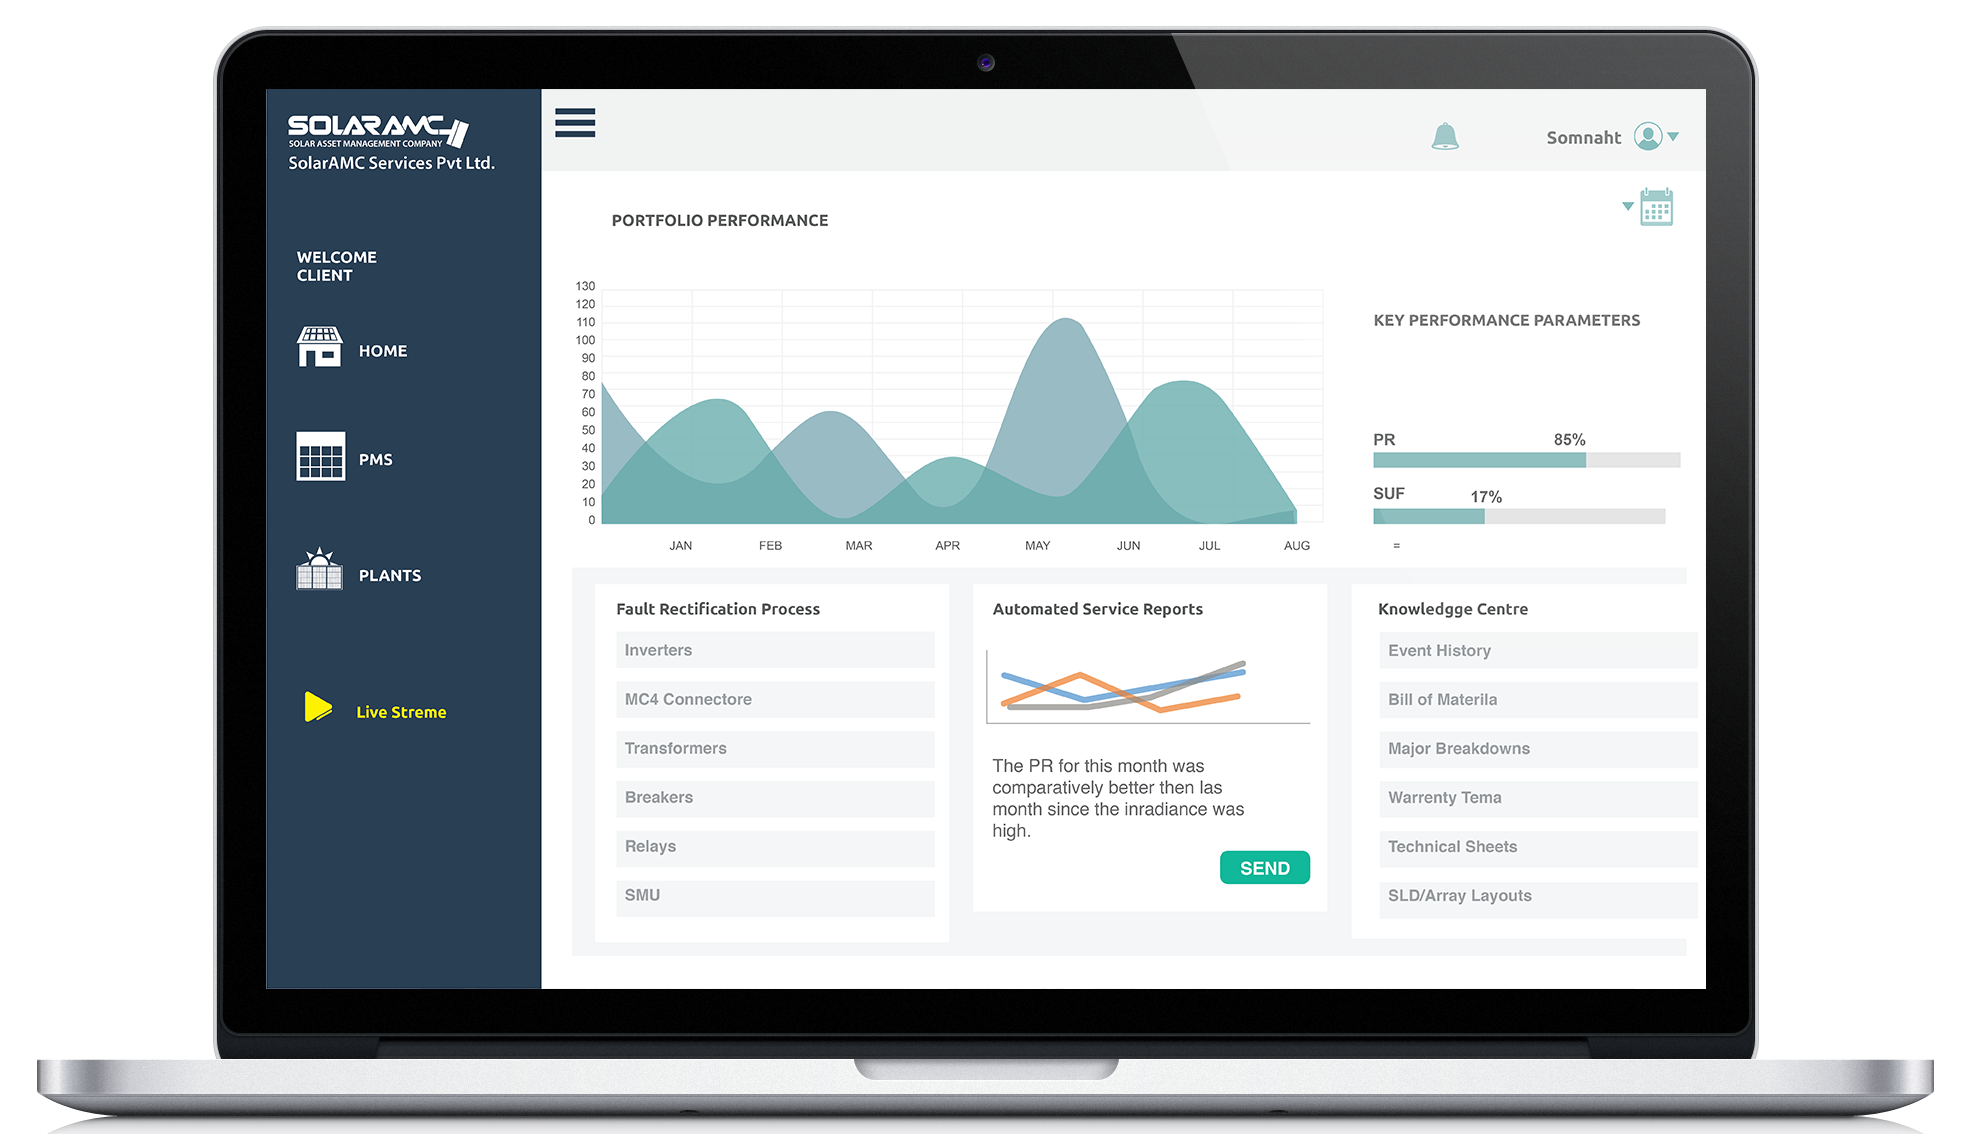 SOLAR AMC
SOLAR ASSET MANAGEMENT COMPANY
SolarAMC Services Pvt Ltd.
Somnaht
WELCOME
CLIENT
HOME
PMS
PLANTS
Live Streme
PORTFOLIO PERFORMANCE
130
120
110
100
90
80
70
60
50
40
30
20
10
0
JAN FEB MAR APR MAY JUN JUL AUG
KEY PERFORMANCE PARAMETERS
PR 85%
SUF 17%
=
Fault Rectification Process
Inverters
MC4 Connectore
Transformers
Breakers
Relays
SMU
Automated Service Reports
The PR for this month was
comparatively better then las
month since the inradiance was
high.
SEND
Knowledgge Centre
Event History
Bill of Materila
Major Breakdowns
Warrenty Tema
Technical Sheets
SLD/Array Layouts